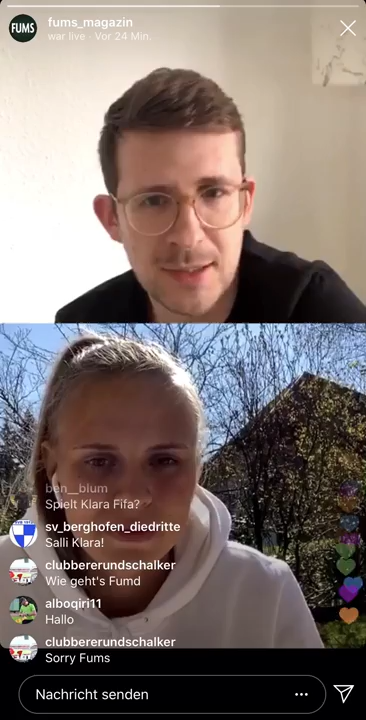 FUMS
fums_magazin
war live · Vor 24 Min.
ben__blum
Spielt Klara Fifa?
sv_berghofen_diedritte
Salli Klara!
clubbererundschalker
Wie geht's Fumd
alboqiri11
Hallo
clubbererundschalker
Sorry Fums
Nachricht senden